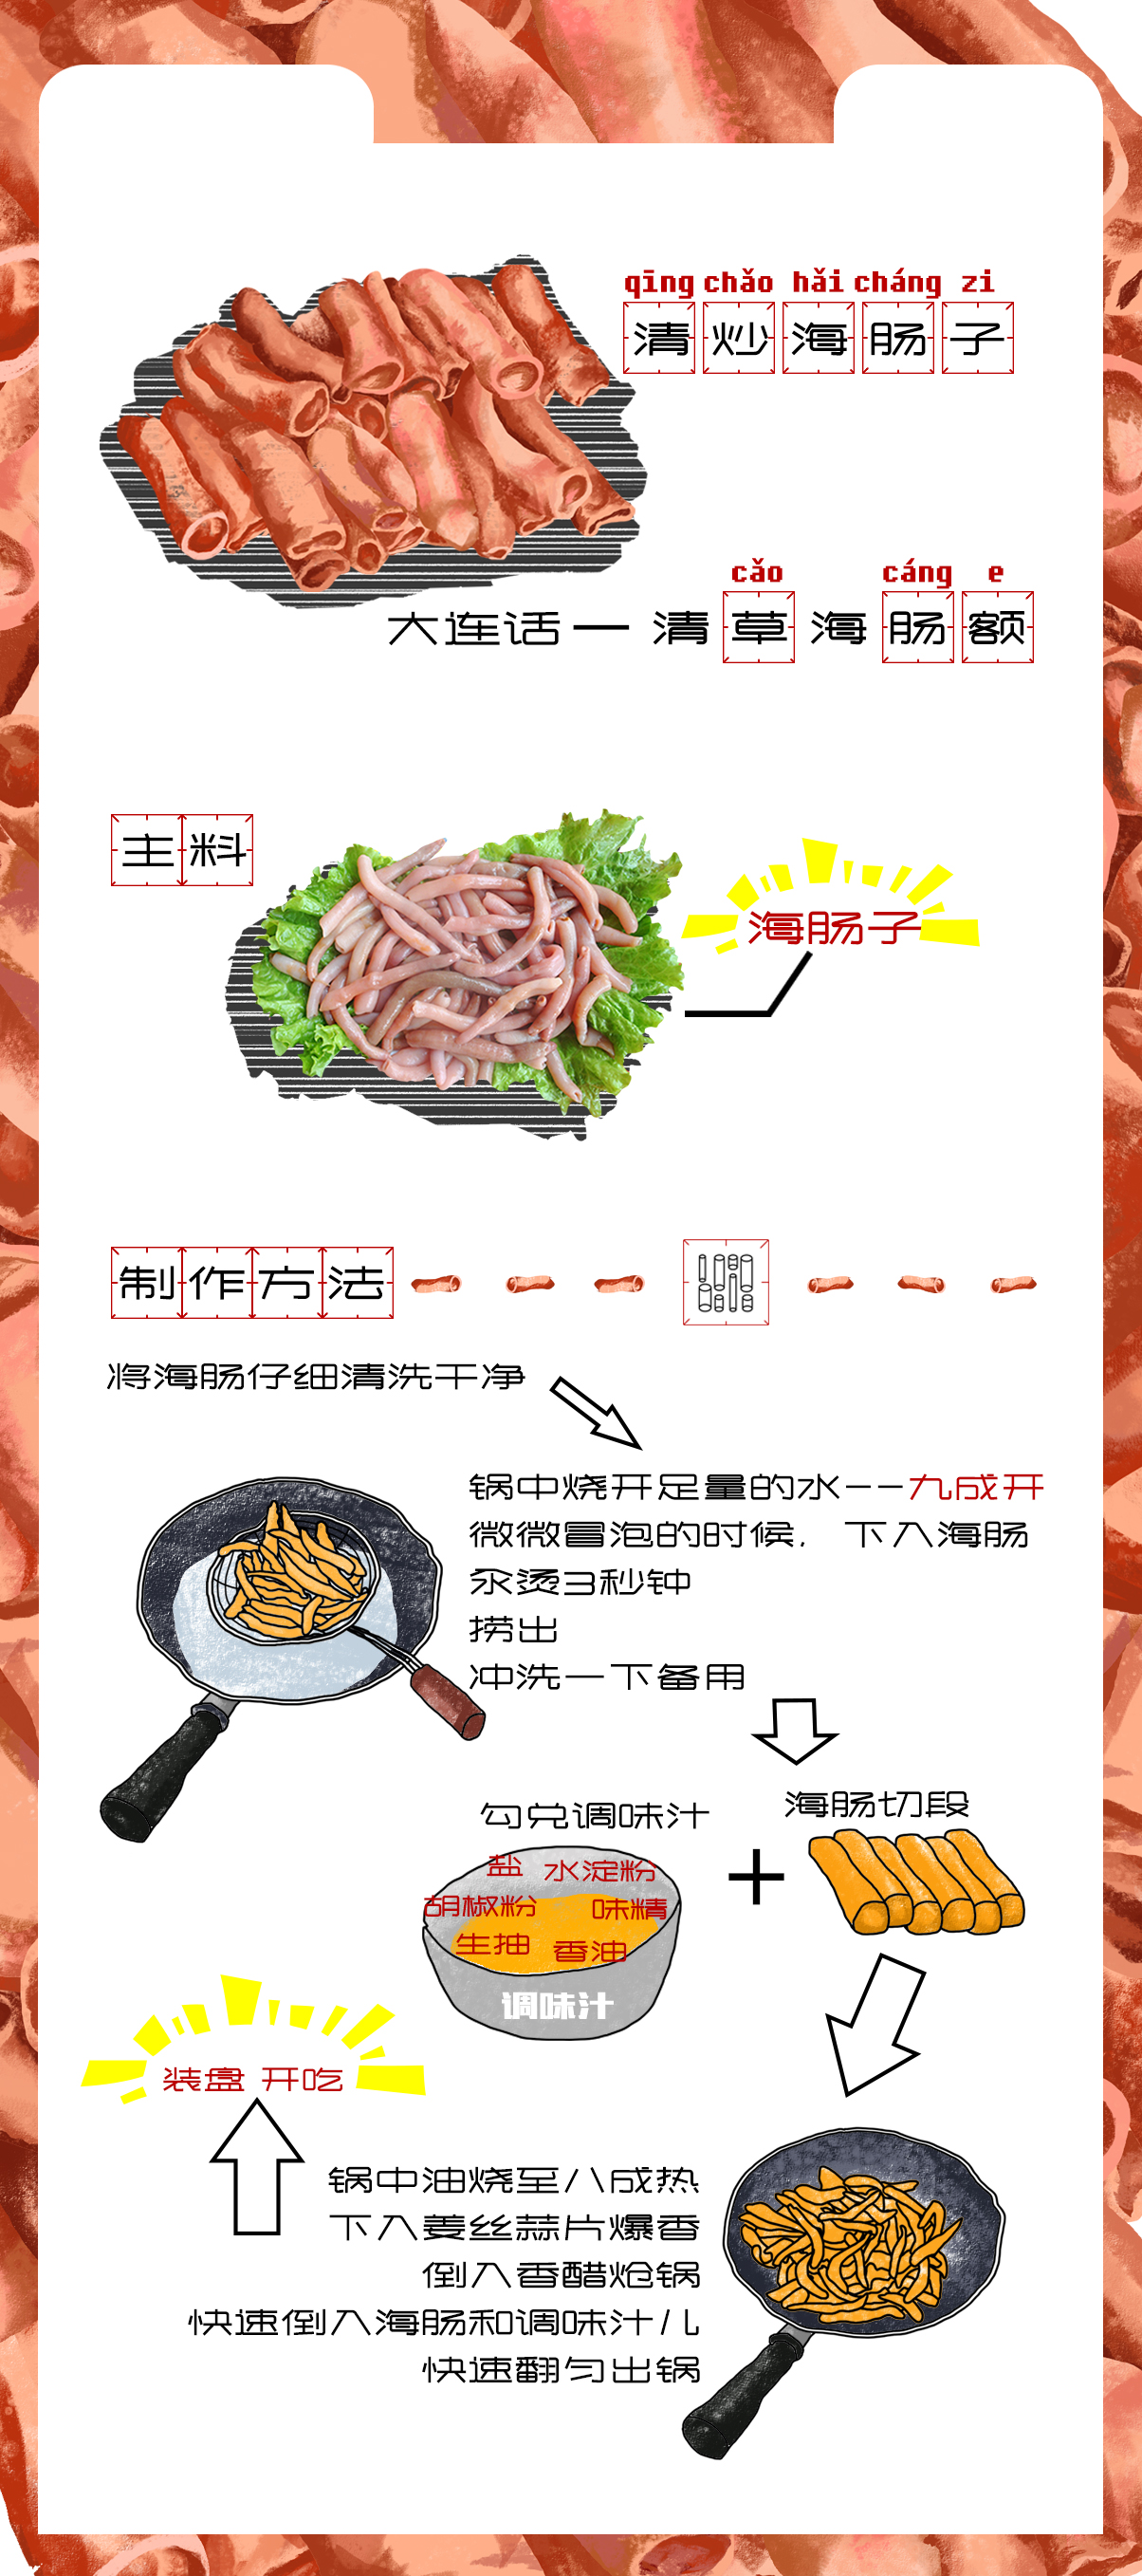 qīng chǎo hǎi cháng zi
清炒海肠子
cǎo cáng e
大连话一清草海肠额
主料
海肠子
制作方法
将海肠仔细清洗干净
锅中烧开足量的水--九成开
微微冒泡的时候，下入海肠
汆烫3秒钟
捞出
冲洗一下备用
海肠切段
勾兑调味汁
盐 水淀粉
胡椒粉 味精
生抽 香油
调味汁
+
装盘 开吃
锅中油烧至八成热
下入姜丝蒜片爆香
倒入香醋炝锅
快速倒入海肠和调味汁儿
快速翻匀出锅